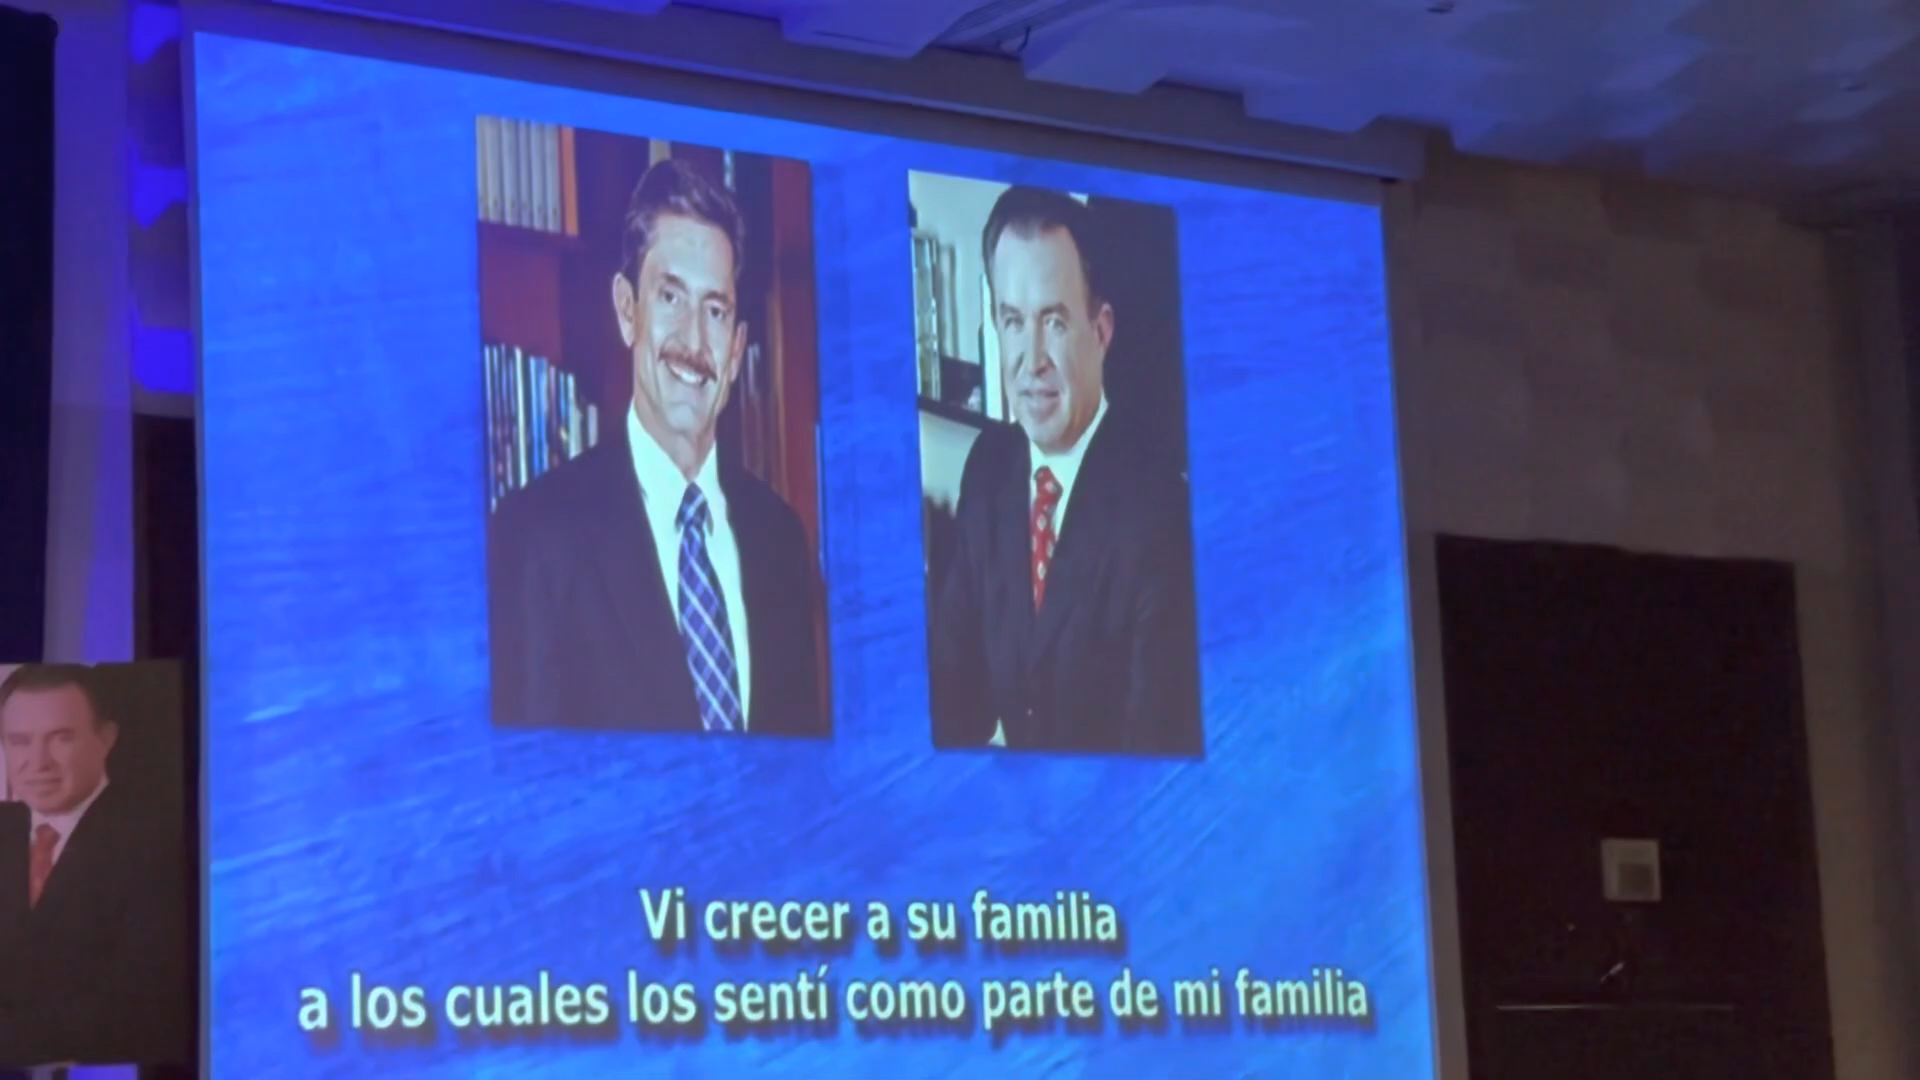 Vi crecer a su familia
a los cuales los sentí como parte de mi familia